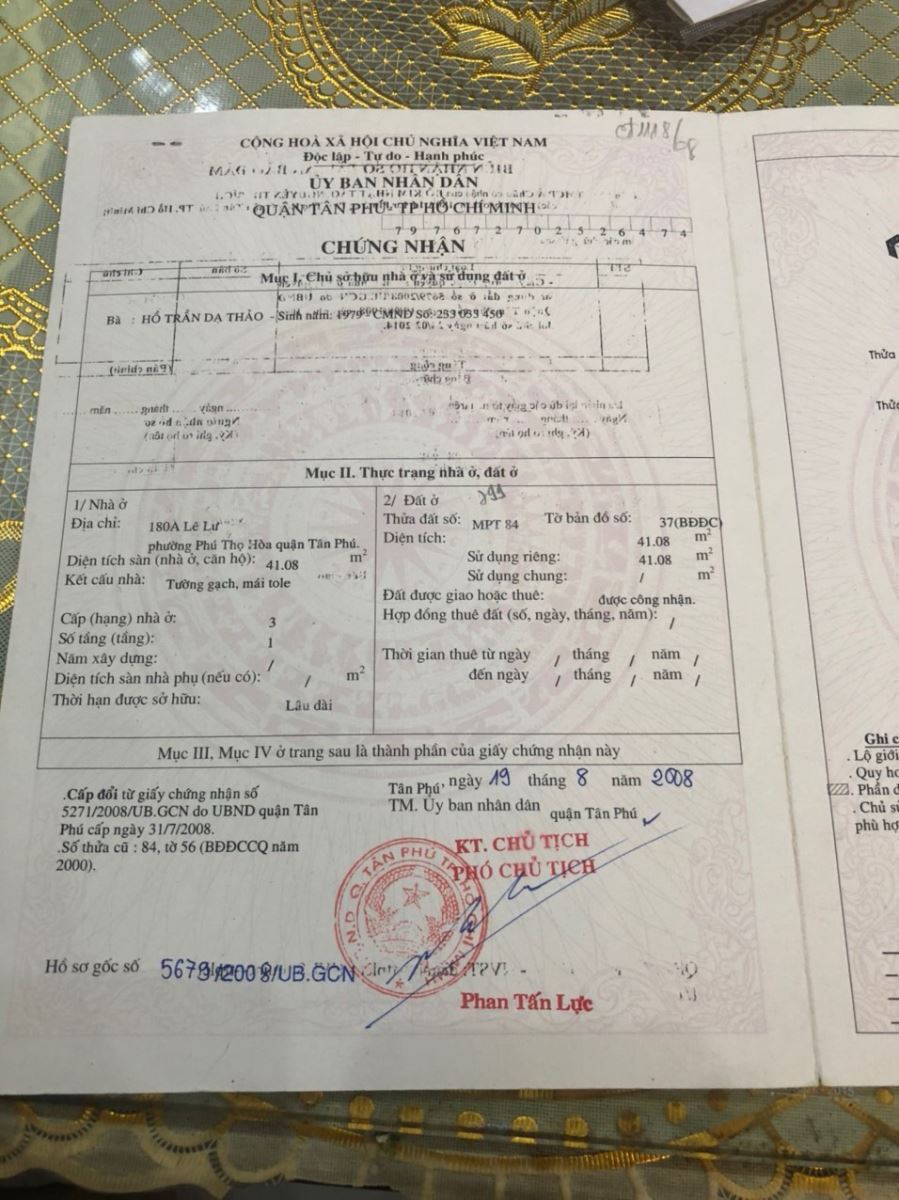 CỘNG HOÀ XÃ HỘI CHỦ NGHĨA VIỆT NAM
Độc lập - Tự do - Hạnh phúc
ỦY BAN NHÂN DÂN
QUẬN TÂN PHÚ, TP HỒ CHÍ MINH
7 9 7 6 7 2 7 0 2 5 2 6 4 7 4
CHỨNG NHẬN
Mục I. Chủ sở hữu nhà ở và sử dụng đất ở
Bà : HỒ TRẦN DẠ THẢO - Sinh năm: 1979 - CMND Số: 233 033 450
Mục II. Thực trạng nhà ở, đất ở
1/ Nhà ở
Địa chỉ: 180A Lê Lư
phường Phú Thọ Hòa quận Tân Phú.
Diện tích sàn (nhà ở, căn hộ): 41.08 m²
Kết cấu nhà: Tường gạch, mái tole
Cấp (hạng) nhà ở: 3
Số tầng (tầng): 1
Năm xây dựng: /
Diện tích sàn nhà phụ (nếu có): / m²
Thời hạn được sở hữu: Lâu dài
2/ Đất ở
Thửa đất số: MPT 84 Tờ bản đồ số: 37(BĐĐC)
Diện tích: 41.08 m²
Sử dụng riêng: 41.08 m²
Sử dụng chung: / m²
Đất được giao hoặc thuê: được công nhận.
Hợp đồng thuê đất (số, ngày, tháng, năm): /
Thời gian thuê từ ngày / tháng / năm /
đến ngày / tháng / năm /
Mục III, Mục IV ở trang sau là thành phần của giấy chứng nhận này
.Cấp đổi từ giấy chứng nhận số
5271/2008/UB.GCN do UBND quận Tân
Phú cấp ngày 31/7/2008.
.Số thửa cũ : 84, tờ 56 (BĐĐCCQ năm
2000).
Tân Phú, ngày 19 tháng 8 năm 2008
TM. Ủy ban nhân dân quận Tân Phú
KT. CHỦ TỊCH
PHÓ CHỦ TỊCH
Phan Tấn Lực
Hồ sơ gốc số 5679/2008/UB.GCN
Thửa
Thử
Ghi c
. Lộ giới
. Quy ho
. Phần d
. Chủ sử
phù hợ